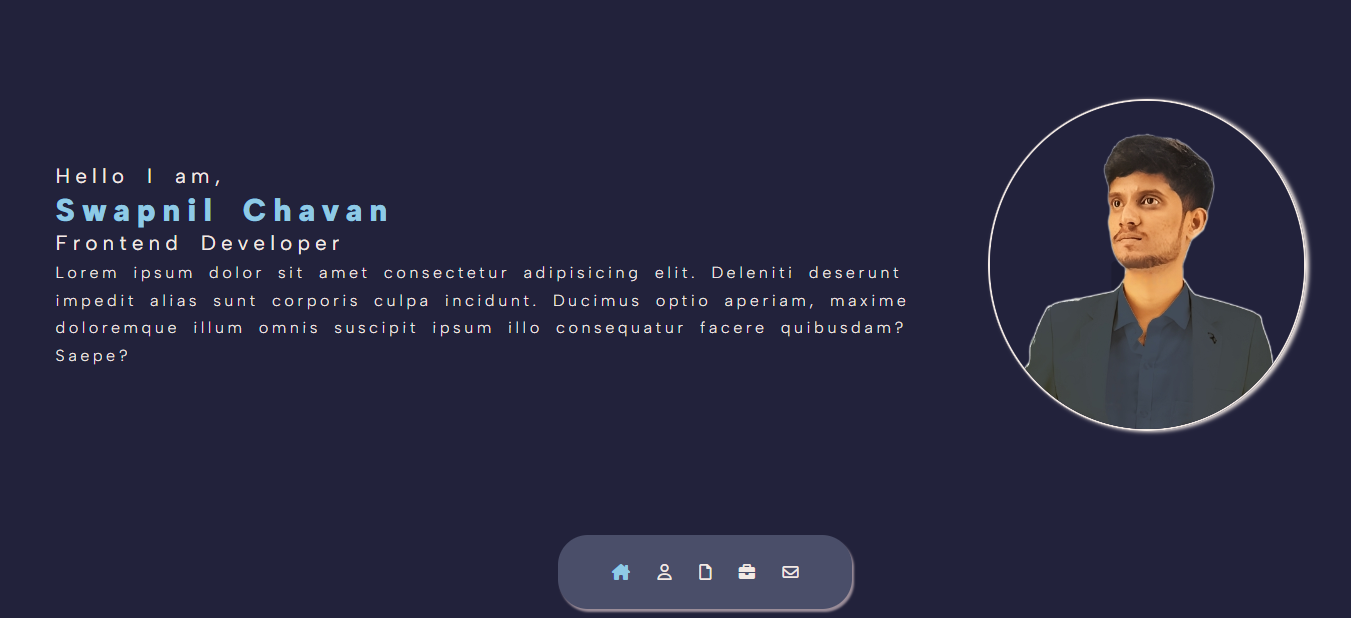 Hello I am,
Swapnil Chavan
Frontend Developer
Lorem ipsum dolor sit amet consectetur adipisicing elit. Deleniti deserunt
impedit alias sunt corporis culpa incidunt. Ducimus optio aperiam, maxime
doloremque illum omnis suscipit ipsum illo consequatur facere quibusdam?
Saepe?